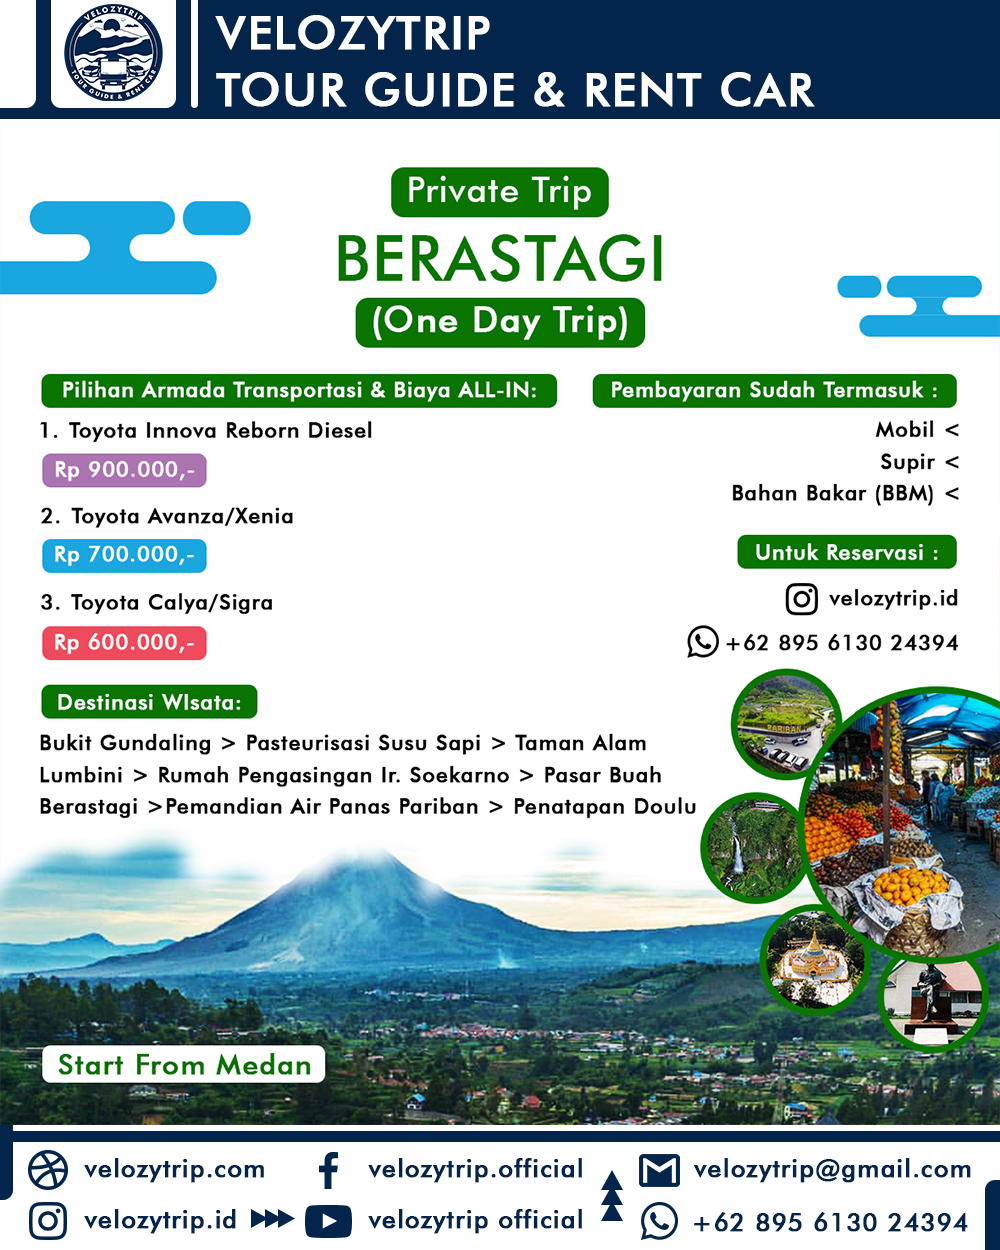 VELOZYTRIP
TOUR GUIDE & RENT CAR
VELOZYTRIP
TOUR GUIDE & RENT CAR
Private Trip
BERASTAGI
(One Day Trip)
Pilihan Armada Transportasi & Biaya ALL-IN:
1. Toyota Innova Reborn Diesel
Rp 900.000,-
2. Toyota Avanza/Xenia
Rp 700.000,-
3. Toyota Calya/Sigra
Rp 600.000,-
Pembayaran Sudah Termasuk :
Mobil <
Supir <
Bahan Bakar (BBM) <
Untuk Reservasi :
velozytrip.id
+62 895 6130 24394
Destinasi WIsata:
Bukit Gundaling > Pasteurisasi Susu Sapi > Taman Alam
Lumbini > Rumah Pengasingan Ir. Soekarno > Pasar Buah
Berastagi >Pemandian Air Panas Pariban > Penatapan Doulu
PARIBAN
Start From Medan
velozytrip.com
velozytrip.official
velozytrip@gmail.com
velozytrip.id
velozytrip official
+62 895 6130 24394